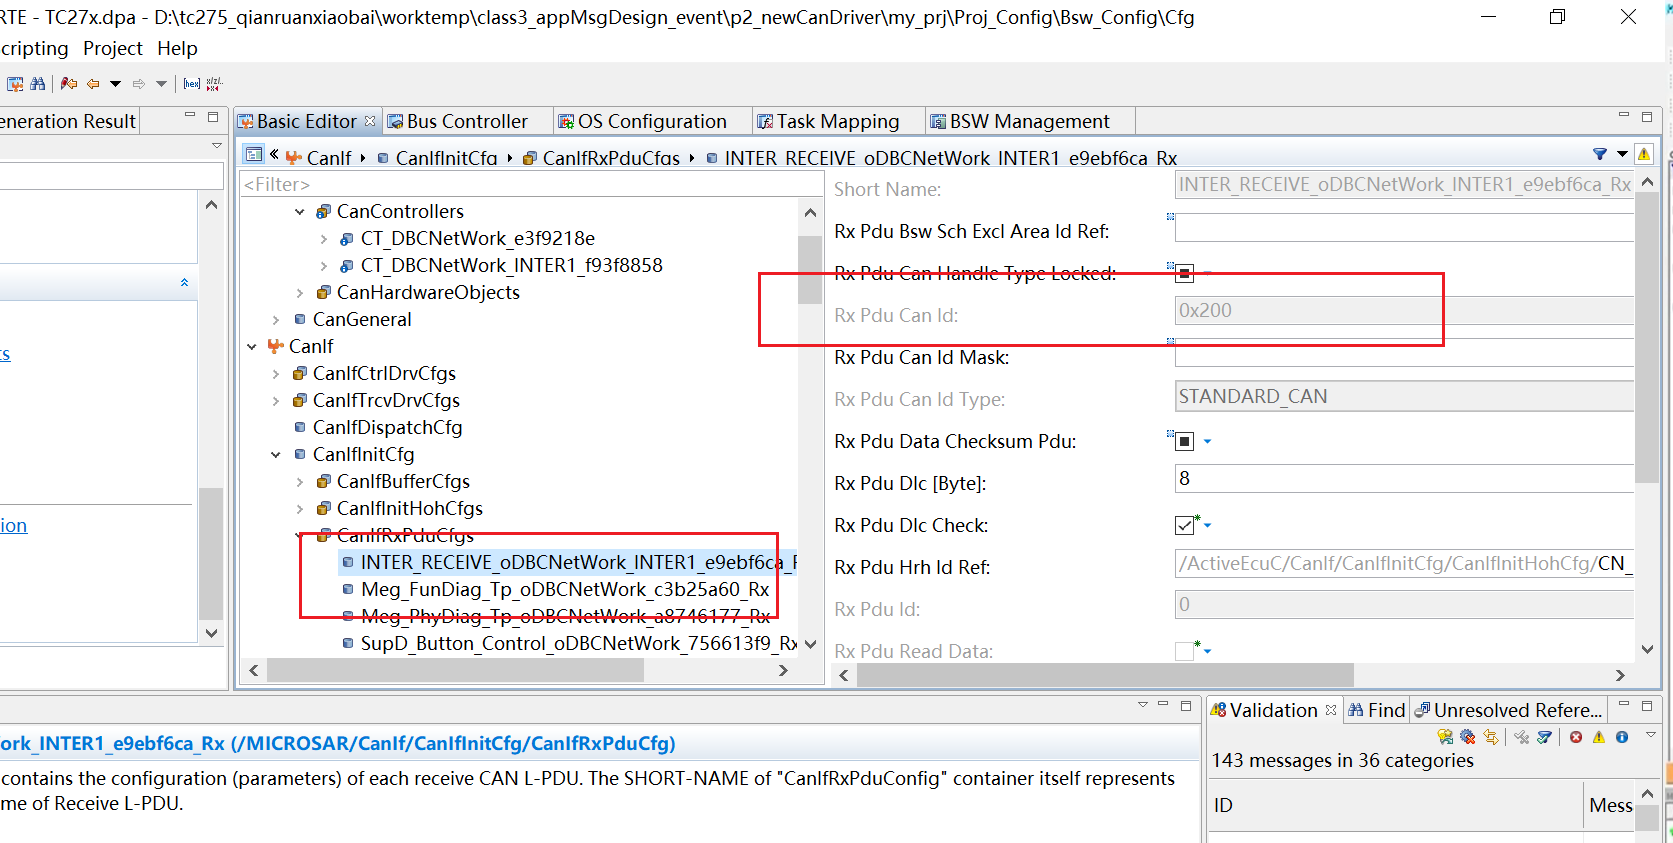 RTE - TC27x.dpa - D:\tc275_qianruanxiaobai\worktemp\class3_appMsgDesign_event\p2_newCanDriver\my_prj\Proj_Config\Bsw_Config\Cfg
cripting Project Help
eneration Result
Basic Editor
Bus Controller
OS Configuration
Task Mapping
BSW Management
CanIf
CanIfInitCfg
CanIfRxPduCfgs
INTER_RECEIVE_oDBCNetWork_INTER1_e9ebf6ca_Rx
<Filter>
CanControllers
CT_DBCNetWork_e3f9218e
CT_DBCNetWork_INTER1_f93f8858
CanHardwareObjects
CanGeneral
CanIf
CanIfCtrlDrvCfgs
CanIfTrcvDrvCfgs
CanIfDispatchCfg
CanIfInitCfg
CanIfBufferCfgs
CanIfInitHohCfgs
CanIfRxPduCfgs
INTER_RECEIVE_oDBCNetWork_INTER1_e9ebf6ca_R
Meg_FunDiag_Tp_oDBCNetWork_c3b25a60_Rx
Meg_PhyDiag_Tp_oDBCNetWork_a8746177_Rx
SupD_Button_Control_oDBCNetWork_756613f9_Rx
Short Name: INTER_RECEIVE_oDBCNetWork_INTER1_e9ebf6ca_Rx
Rx Pdu Bsw Sch Excl Area Id Ref:
Rx Pdu Can Handle Type Locked:
Rx Pdu Can Id: 0x200
Rx Pdu Can Id Mask:
Rx Pdu Can Id Type: STANDARD_CAN
Rx Pdu Data Checksum Pdu:
Rx Pdu Dlc [Byte]: 8
Rx Pdu Dlc Check:
Rx Pdu Hrh Id Ref: /ActiveEcuC/CanIf/CanIfInitCfg/CanIfInitHohCfg/CN_
Rx Pdu Id: 0
Rx Pdu Read Data:
ts
ion
ork_INTER1_e9ebf6ca_Rx (/MICROSAR/CanIf/CanIfInitCfg/CanIfRxPduCfg)
contains the configuration (parameters) of each receive CAN L-PDU. The SHORT-NAME of "CanIfRxPduConfig" container itself represents
me of Receive L-PDU.
Validation
Find
Unresolved Refere...
143 messages in 36 categories
ID
Mess